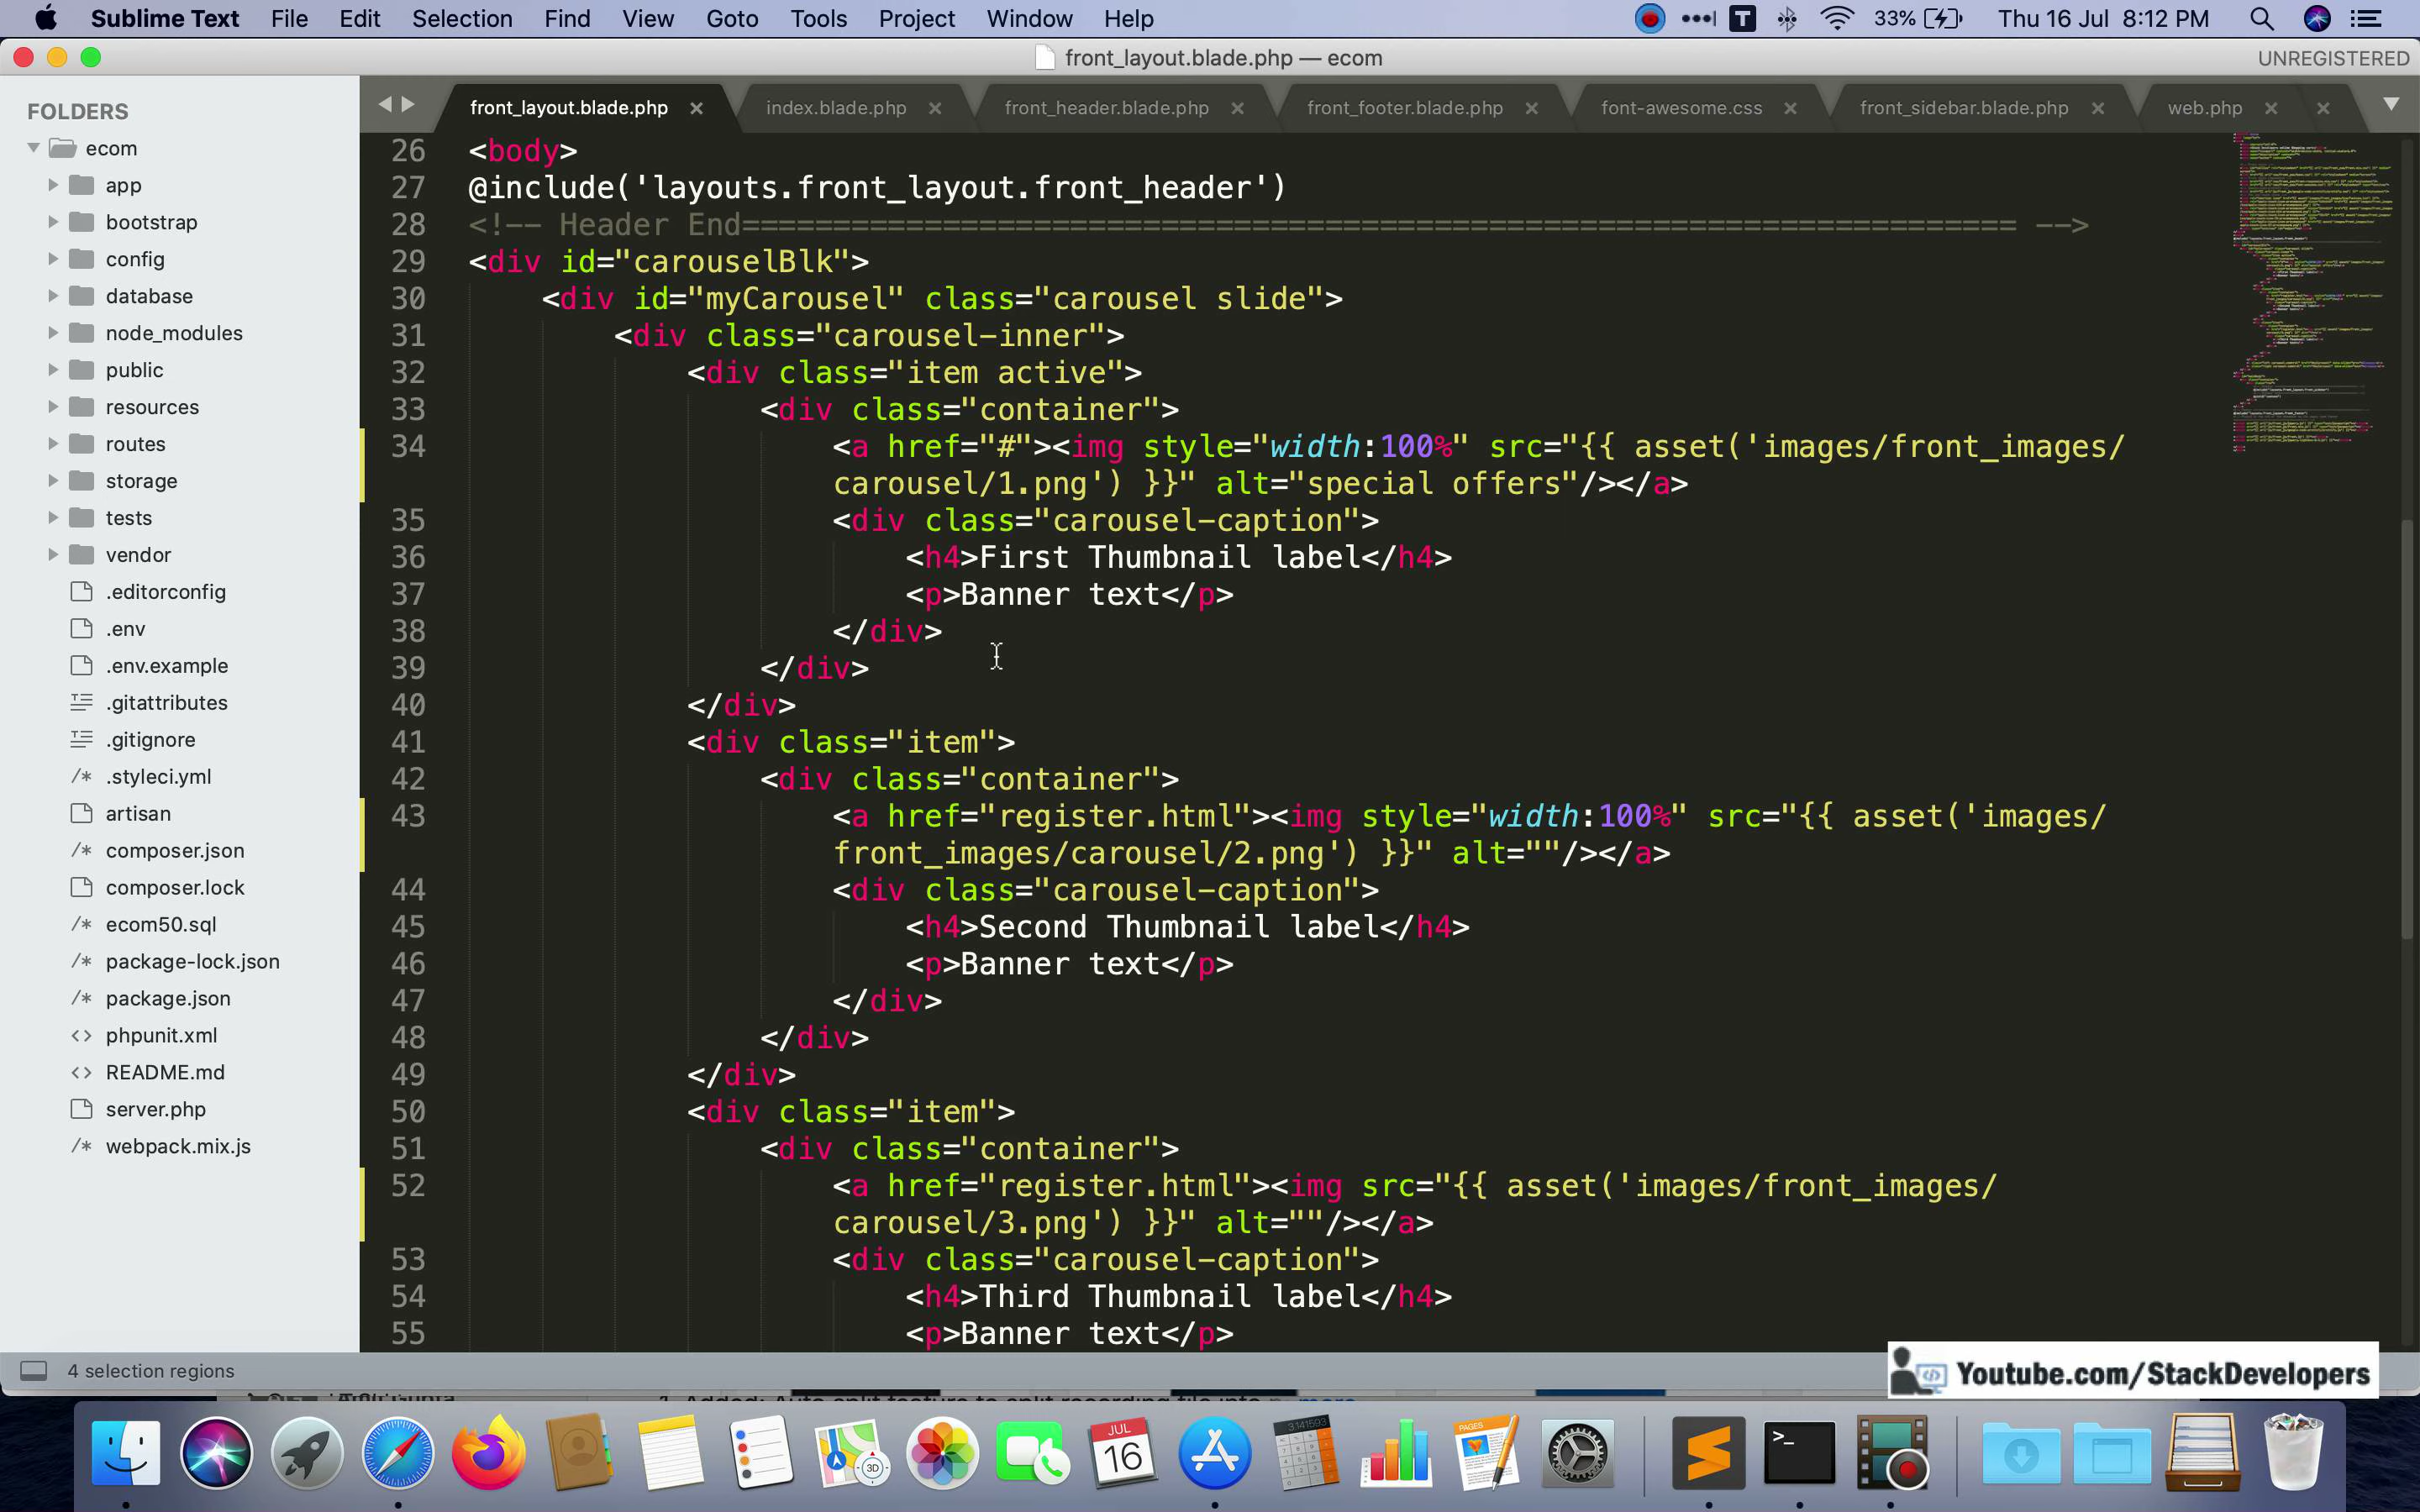 Sublime Text File Edit Selection Find View Goto Tools Project Window Help 33% Thu 16 Jul 8:12 PM
front_layout.blade.php — ecom UNREGISTERED
front_layout.blade.php index.blade.php front_header.blade.php front_footer.blade.php font-awesome.css front_sidebar.blade.php web.php
FOLDERS
ecom
app
bootstrap
config
database
node_modules
public
resources
routes
storage
tests
vendor
.editorconfig
.env
.env.example
.gitattributes
.gitignore
/* .styleci.yml
artisan
/* composer.json
composer.lock
/* ecom50.sql
/* package-lock.json
/* package.json
<> phpunit.xml
<> README.md
server.php
/* webpack.mix.js
26 <body>
27 @include('layouts.front_layout.front_header')
28 <!-- Header End====================================================================== -->
29 <div id="carouselBlk">
30 <div id="myCarousel" class="carousel slide">
31 <div class="carousel-inner">
32 <div class="item active">
33 <div class="container">
34 <a href="#"><img style="width:100%" src="{{ asset('images/front_images/
carousel/1.png') }}" alt="special offers"/></a>
35 <div class="carousel-caption">
36 <h4>First Thumbnail label</h4>
37 <p>Banner text</p>
38 </div>
39 </div>
40 </div>
41 <div class="item">
42 <div class="container">
43 <a href="register.html"><img style="width:100%" src="{{ asset('images/
front_images/carousel/2.png') }}" alt=""/></a>
44 <div class="carousel-caption">
45 <h4>Second Thumbnail label</h4>
46 <p>Banner text</p>
47 </div>
48 </div>
49 </div>
50 <div class="item">
51 <div class="container">
52 <a href="register.html"><img src="{{ asset('images/front_images/
carousel/3.png') }}" alt=""/></a>
53 <div class="carousel-caption">
54 <h4>Third Thumbnail label</h4>
55 <p>Banner text</p>
4 selection regions
Youtube.com/StackDevelopers
JUL
16
3D
3.141593
PAGES
>_